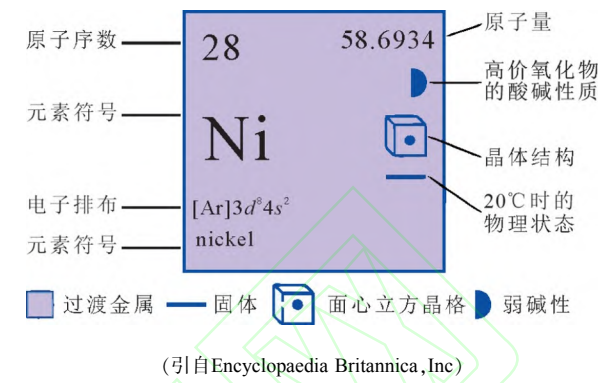 原子序数
28
58.6934
原子量
高价氧化物
的酸碱性质
元素符号
Ni
晶体结构
电子排布
[Ar]3d⁸4s²
20℃时的
物理状态
元素符号
nickel
过渡金属
固体
面心立方晶格
弱碱性
(引自Encyclopaedia Britannica,Inc)